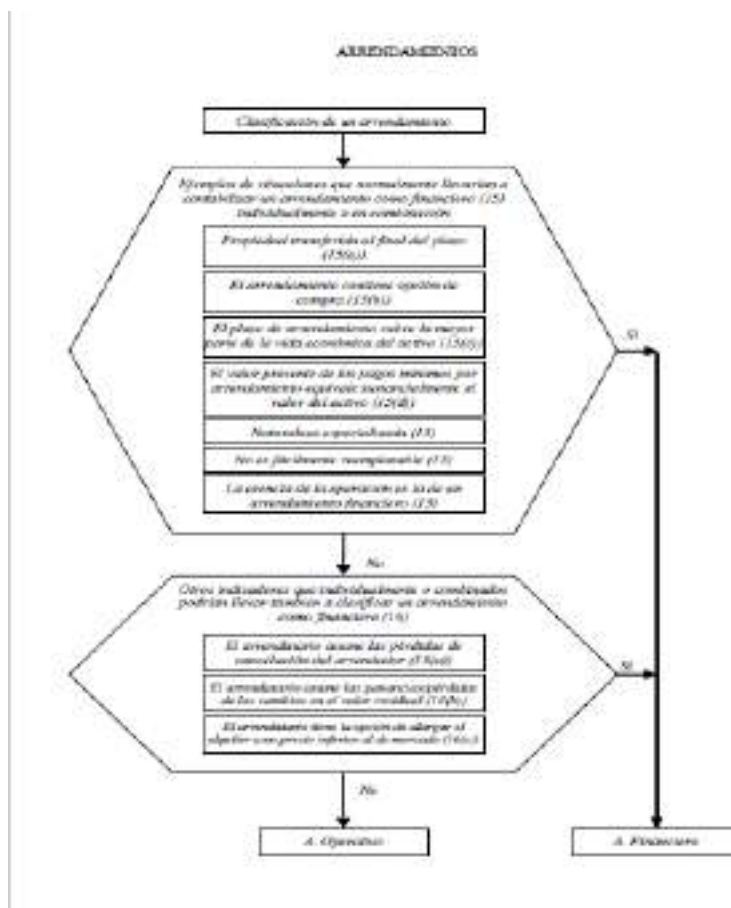 ARRENDAMIENTOS
Clasificación de un arrendamiento
Ejemplos de situaciones que normalmente llevarían a
contabilizar un arrendamiento como financiero (15)
individualmente o en combinación
Propiedad transferida al final del plazo
(15(a))
El arrendamiento contiene opción de
compra (15(b))
El plazo de arrendamiento cubre la mayor
parte de la vida económica del activo (15(c))
El valor presente de los pagos mínimos por
arrendamiento equivale sustancialmente al
valor del activo (15(d))
Naturaleza especializada (15)
No es fácilmente reemplazable (15)
La esencia de la operación es la de un
arrendamiento financiero (15)
Si
No
Otros indicadores que individualmente o combinados
podrían llevar también a clasificar un arrendamiento
como financiero (16)
El arrendatario asume las pérdidas de
cancelación del arrendador (16(a))
El arrendatario asume las ganancias/pérdidas
de los cambios en el valor residual (16(b))
El arrendatario tiene la opción de alargar el
alquiler a un precio inferior al de mercado (16(c))
Si
No
A. Operativo
A. Financiero